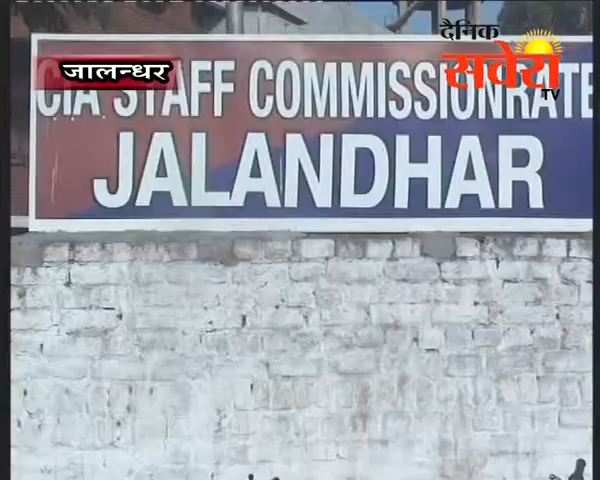 दैनिक
सवेरा
TV
जालन्धर
CIA STAFF COMMISSIONRATE
JALANDHAR